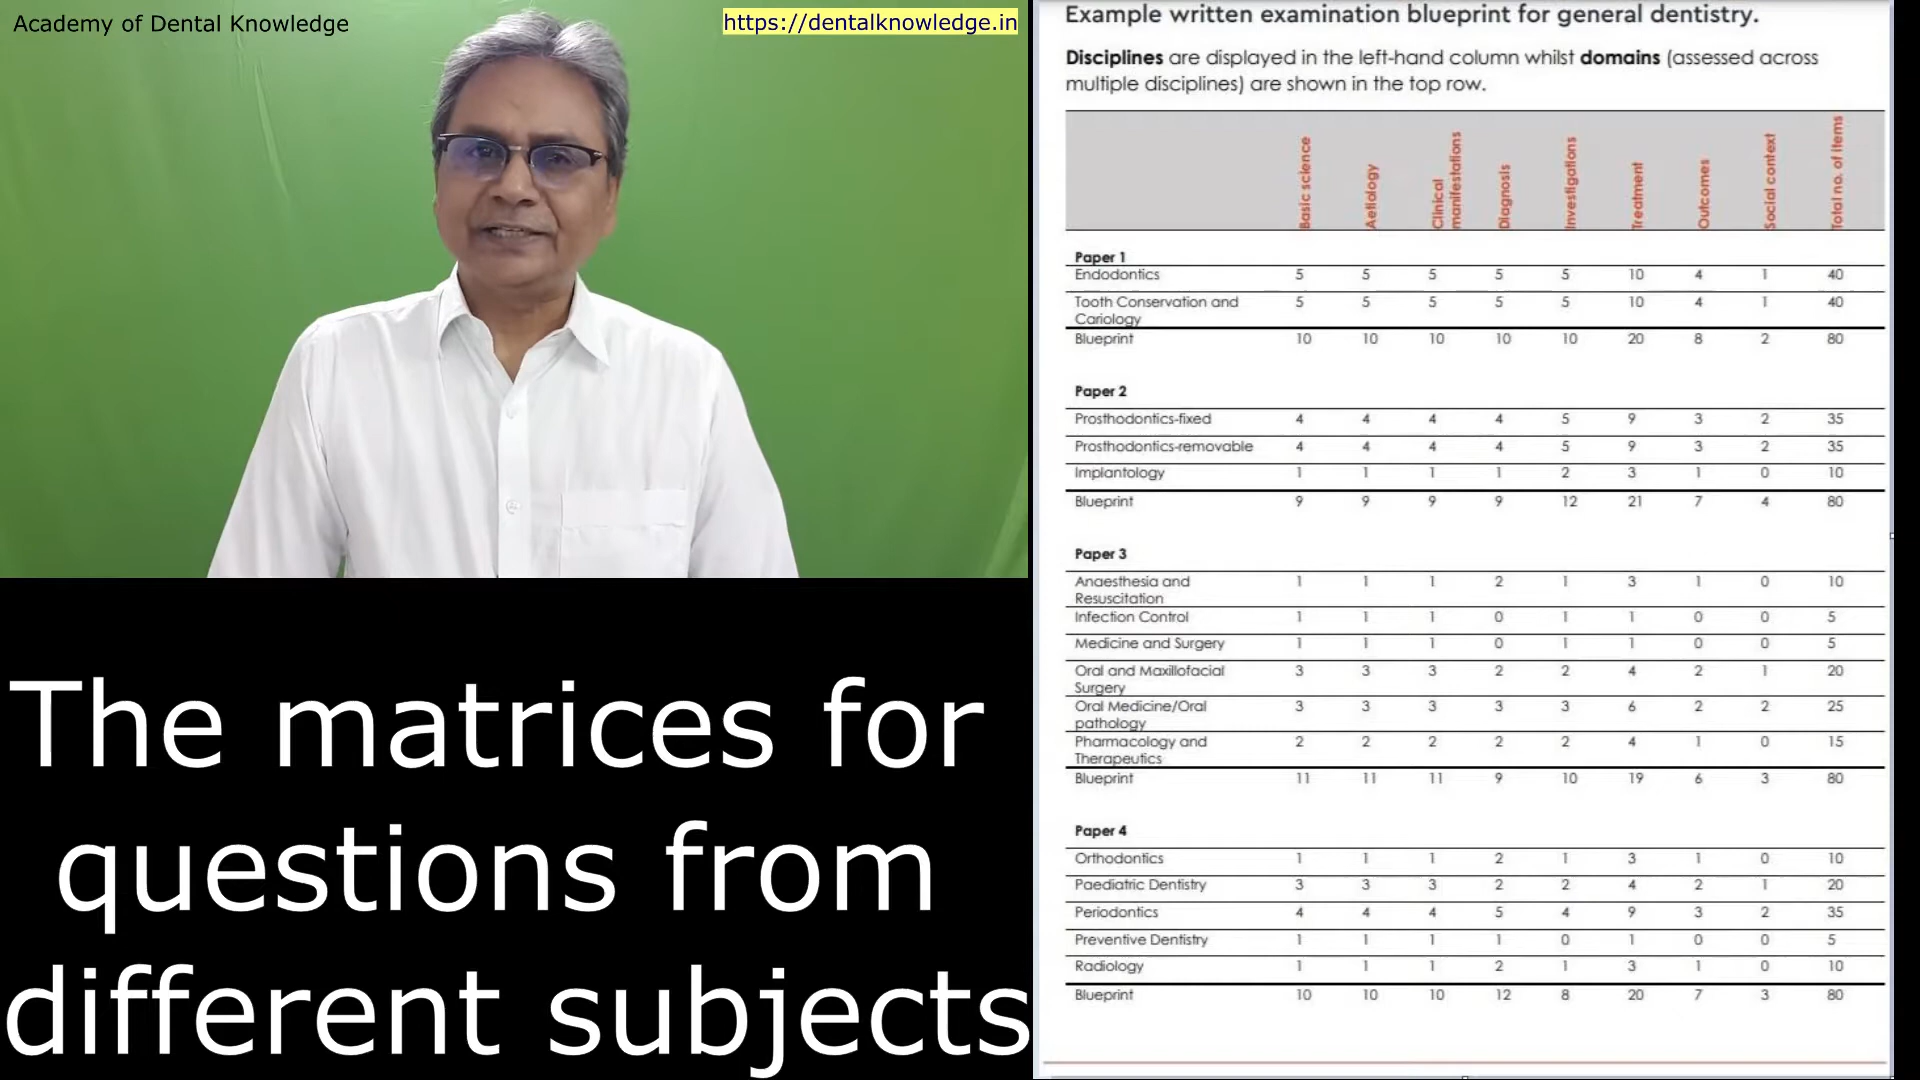 Academy of Dental Knowledge
https://dentalknowledge.in
The matrices for
questions from
different subjects
Example written examination blueprint for general dentistry.
Disciplines are displayed in the left-hand column whilst domains (assessed across
multiple disciplines) are shown in the top row.
Basic science
Aetiology
Clinical
manifestations
Diagnosis
Investigations
Treatment
Outcomes
Social context
Total no. of items
Paper 1
Endodontics 5 5 5 5 5 10 4 1 40
Tooth Conservation and 5 5 5 5 5 10 4 1 40
Cariology
Blueprint 10 10 10 10 10 20 8 2 80
Paper 2
Prosthodontics-fixed 4 4 4 4 5 9 3 2 35
Prosthodontics-removable 4 4 4 4 5 9 3 2 35
Implantology 1 1 1 1 2 3 1 0 10
Blueprint 9 9 9 9 12 21 7 4 80
Paper 3
Anaesthesia and 1 1 1 2 1 3 1 0 10
Resuscitation
Infection Control 1 1 1 0 1 1 0 0 5
Medicine and Surgery 1 1 1 0 1 1 0 0 5
Oral and Maxillofacial 3 3 3 2 2 4 2 1 20
Surgery
Oral Medicine/Oral 3 3 3 3 3 6 2 2 25
pathology
Pharmacology and 2 2 2 2 2 4 1 0 15
Therapeutics
Blueprint 11 11 11 9 10 19 6 3 80
Paper 4
Orthodontics 1 1 1 2 1 3 1 0 10
Paediatric Dentistry 3 3 3 2 2 4 2 1 20
Periodontics 4 4 4 5 4 9 3 2 35
Preventive Dentistry 1 1 1 1 0 1 0 0 5
Radiology 1 1 1 2 1 3 1 0 10
Blueprint 10 10 10 12 8 20 7 3 80